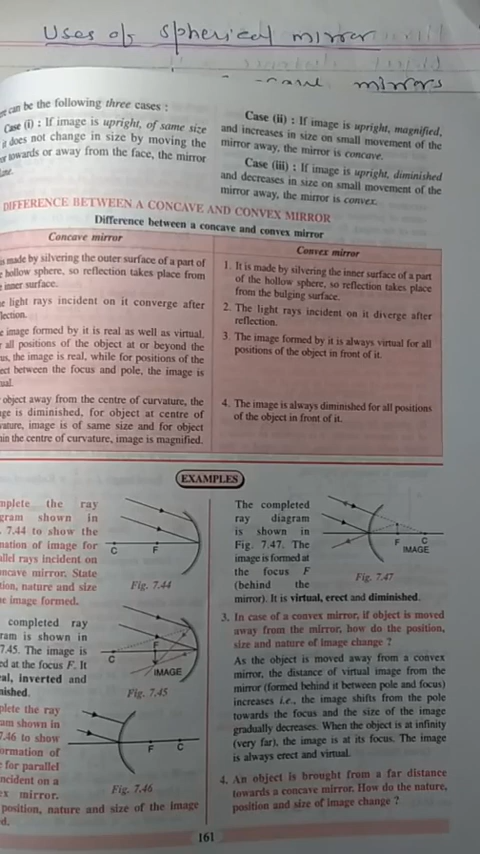 Uses of spherical mirror
mirrors
can be the following three cases :
Case (i) : If image is upright, of same size
it does not change in size by moving the
or towards or away from the face, the mirror
Case (ii) : If image is upright, magnified,
and increases in size on small movement of the
mirror away, the mirror is concave.
Case (iii) : If image is upright, diminished
and decreases in size on small movement of the
mirror away, the mirror is convex.
DIFFERENCE BETWEEN A CONCAVE AND CONVEX MIRROR
Difference between a concave and convex mirror
Concave mirror
is made by silvering the outer surface of a part of
hollow sphere, so reflection takes place from
inner surface.
light rays incident on it converge after
image formed by it is real as well as virtual.
all positions of the object at or beyond the
the image is real, while for positions of the
between the focus and pole, the image is
object away from the centre of curvature, the
is diminished, for object at centre of
image is of same size and for object
the centre of curvature, image is magnified.
Convex mirror
1. It is made by silvering the inner surface of a part
of the hollow sphere, so reflection takes place
from the bulging surface.
2. The light rays incident on it diverge after
reflection.
3. The image formed by it is always virtual for all
positions of the object in front of it.
4. The image is always diminished for all positions
of the object in front of it.
EXAMPLES
mplete the ray
gram shown in
7.44 to show the
mation of image for
allel rays incident on
ncave mirror. State
tion, nature and size
e image formed.
C F
Fig. 7.44
completed ray
ram is shown in
7.45. The image is
ed at the focus F. It
al, inverted and
nished.
C F
IMAGE
Fig. 7.45
plete the ray
am shown in
7.46 to show
ormation of
for parallel
ncident on a
ex mirror.
position, nature and size of the image
d.
F C
Fig. 7.46
The completed
ray diagram
is shown in
Fig. 7.47. The
image is formed at
the focus F
(behind the
mirror). It is virtual, erect and diminished.
F C
IMAGE
Fig. 7.47
3. In case of a convex mirror, if object is moved
away from the mirror, how do the position,
size and nature of image change ?
As the object is moved away from a convex
mirror, the distance of virtual image from the
mirror (formed behind it between pole and focus)
increases i.e., the image shifts from the pole
towards the focus and the size of the image
gradually decreases. When the object is at infinity
(very far), the image is at its focus. The image
is always erect and virtual.
4. An object is brought from a far distance
towards a concave mirror. How do the nature,
position and size of image change ?
161